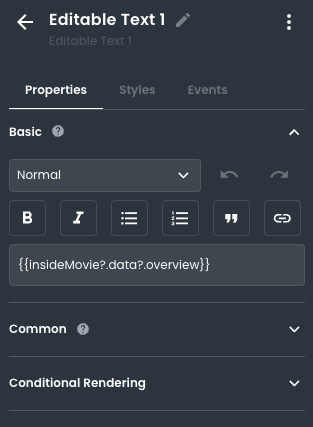 Editable Text 1
Editable Text 1
Properties Styles Events
Basic ?
Normal
B I
{{insideMovie?.data?.overview}}
Common ?
Conditional Rendering